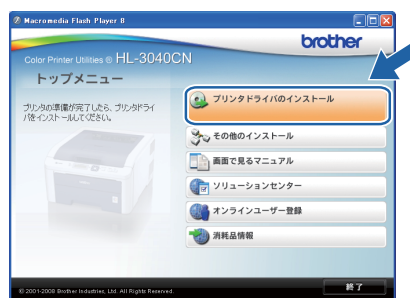 Macromedia Flash Player 8
brother
Color Printer Utilities ® HL-3040CN
トップメニュー
プリンタの準備が完了したら、プリンタドライ
バをインストールしてください。
プリンタドライバのインストール
その他のインストール
画面で見るマニュアル
ソリューションセンター
オンラインユーザー登録
消耗品情報
© 2001-2008 Brother Industries, Ltd. All Rights Reserved.
終了